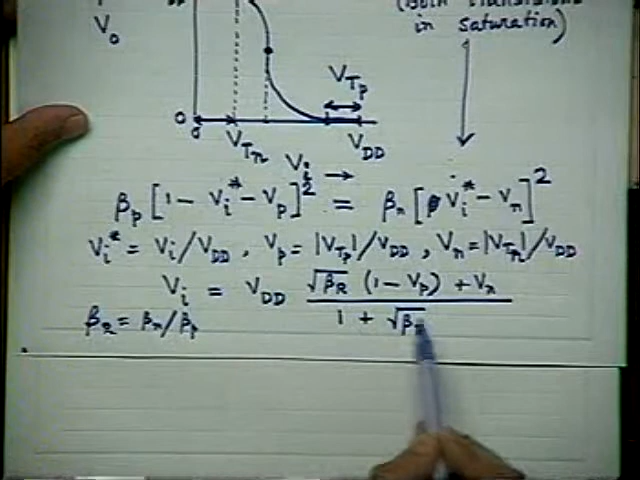 (Both transistors
V_o in saturation)
V_Tp
0
0 V_Tn V_i → V_DD
β_p [1 - V_i* - V_p]² = β_n [V_i* - V_n]²
V_i* = V_i/V_DD , V_p = |V_Tp|/V_DD , V_n = |V_Tn|/V_DD
V_i = V_DD (√β_R (1 - V_p) + V_n) / (1 + √β_R)
β_R = β_n/β_p